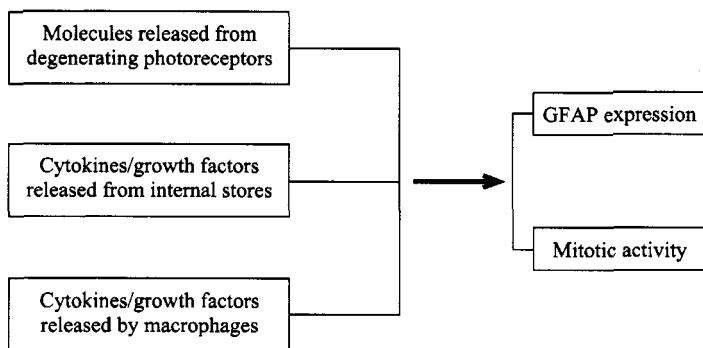 Molecules released from
degenerating photoreceptors
Cytokines/growth factors
released from internal stores
Cytokines/growth factors
released by macrophages
GFAP expression
Mitotic activity